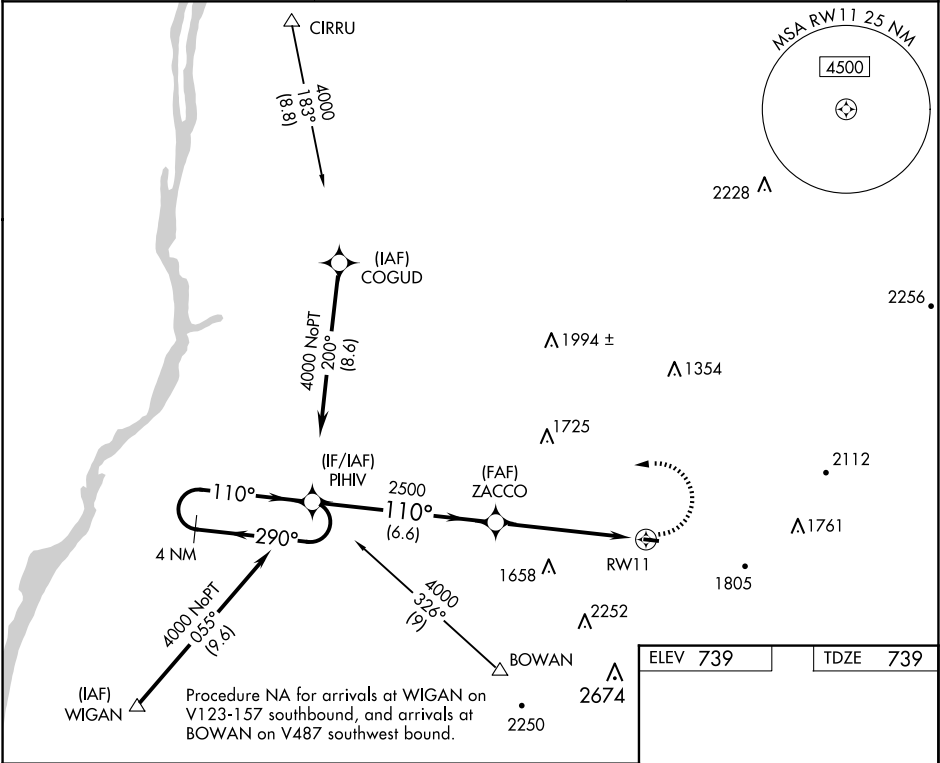 CIRRU
4000
183°
(8.8)
MSA RW11 25 NM
4500
2228
(IAF)
COGUD
2256
4000 NoPT
200°
(8.6)
1994 ±
1354
1725
(IF/IAF)
PIHIV
(FAF)
ZACCO
2112
110°
2500
110°
(6.6)
290°
4 NM
1761
RW11
1658
1805
4000
326°
(9)
4000 NoPT
055°
(9.6)
2252
BOWAN
2674
ELEV 739
TDZE 739
(IAF)
WIGAN
Procedure NA for arrivals at WIGAN on
V123-157 southbound, and arrivals at
BOWAN on V487 southwest bound.
2250